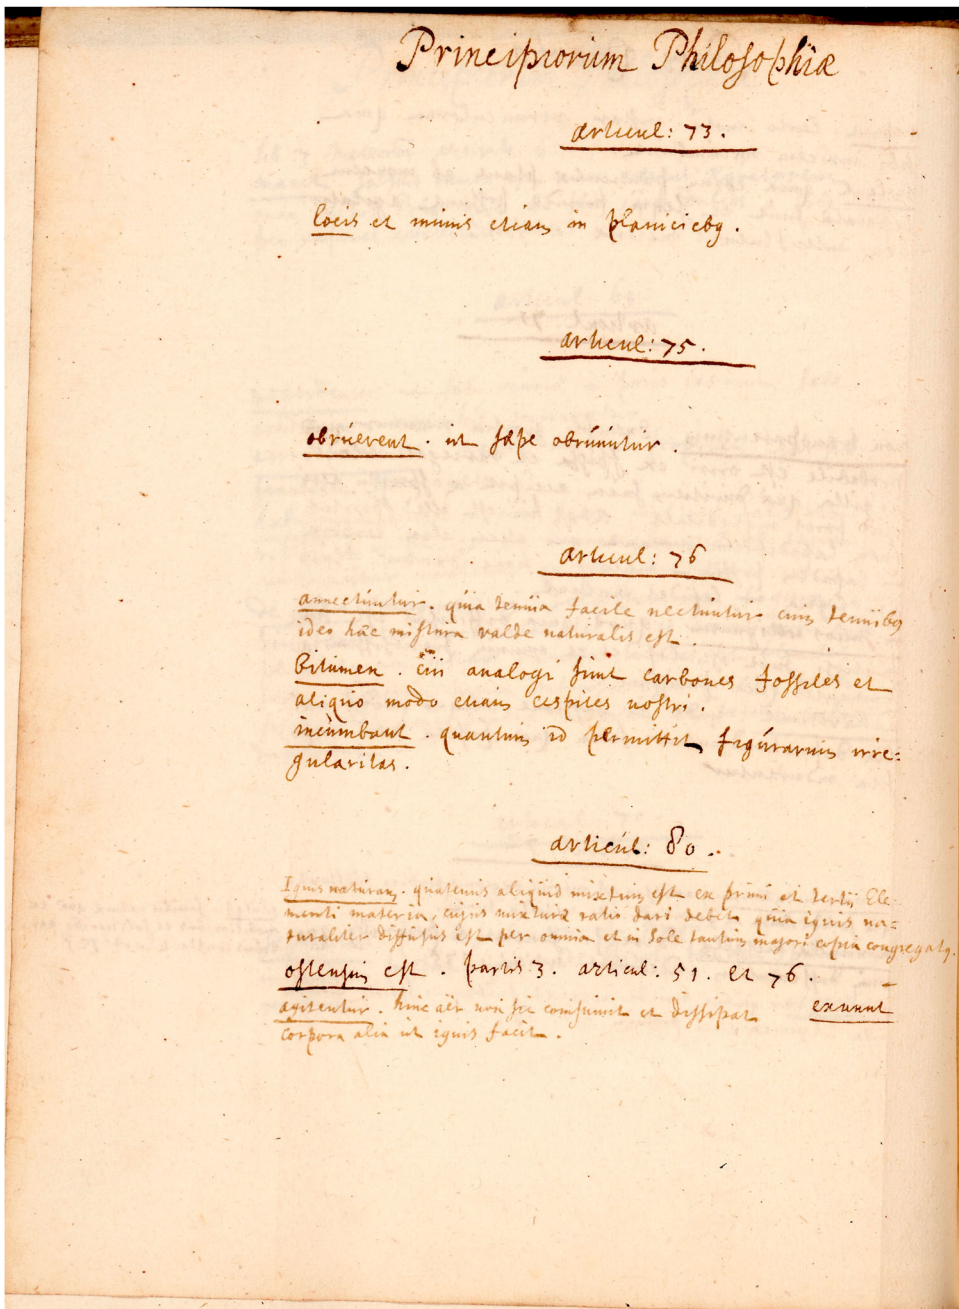 Principiorum Philosophiæ
articul: 73.
locis et minus etiam in planiciebq.
articul: 75.
obruerent. ut sæpe obruuntur.
articul: 76
annectuntur. quia tenuia facile nectuntur cum tenuibq
ideo hæc mistura valde naturalis est.
Bitumen. cui analogi sunt carbones fossiles et
aliquo modo etiam cespites nostri.
incumbant. quantum id permittit figurarum irre=
gularitas.
articul: 80.
Ignis naturam. quatenus aliquid mixtum est ex primi et tertij Ele-
menti materia, cujus mixturæ ratio dari debet quia ignis na=
turaliter diffusus est per omnia et in Sole tantum majori copia congregatq.
ostensum est. partis 3. articul: 51. et 76.
agitentur. hinc aër non sic consumit et dissipat
corpora alia ut ignis facit.
exeunt